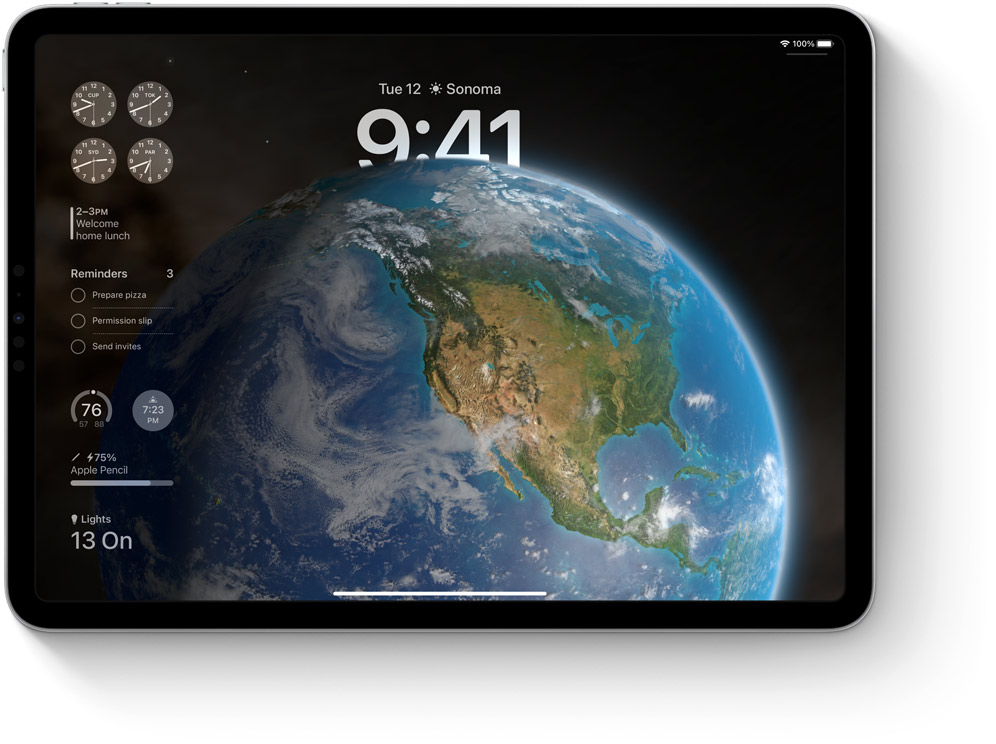 100%
Tue 12 Sonoma
9:41
CUP
TOK
SYD
PAR
2–3PM
Welcome
home lunch
Reminders 3
Prepare pizza
Permission slip
Send invites
76
57 88
7:23
PM
75%
Apple Pencil
Lights
13 On